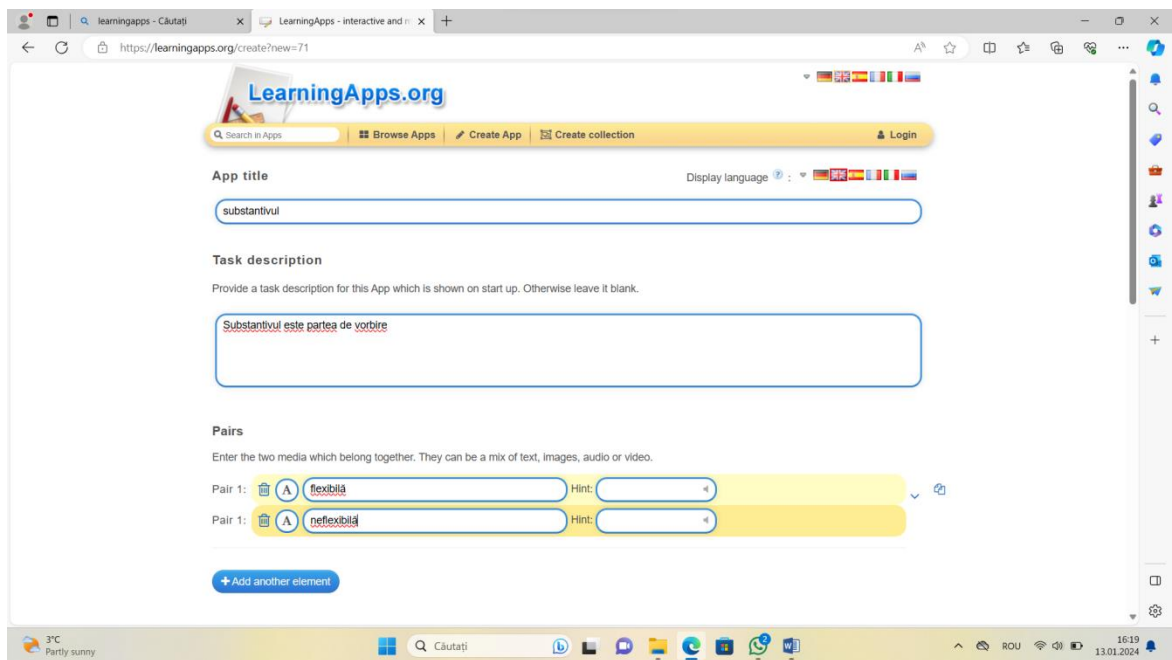 learningapps - Căutați
LearningApps - interactive and m
https://learningapps.org/create?new=71
LearningApps.org
Search in Apps
Browse Apps
Create App
Create collection
Login
App title
Display language ? :
substantivul
Task description
Provide a task description for this App which is shown on start up. Otherwise leave it blank.
Substantivul este partea de vorbire
Pairs
Enter the two media which belong together. They can be a mix of text, images, audio or video.
Pair 1: A flexibilă Hint:
Pair 1: A neflexibilă Hint:
+ Add another element
3°C
Partly sunny
Căutați
2
ROU
16:19
13.01.2024